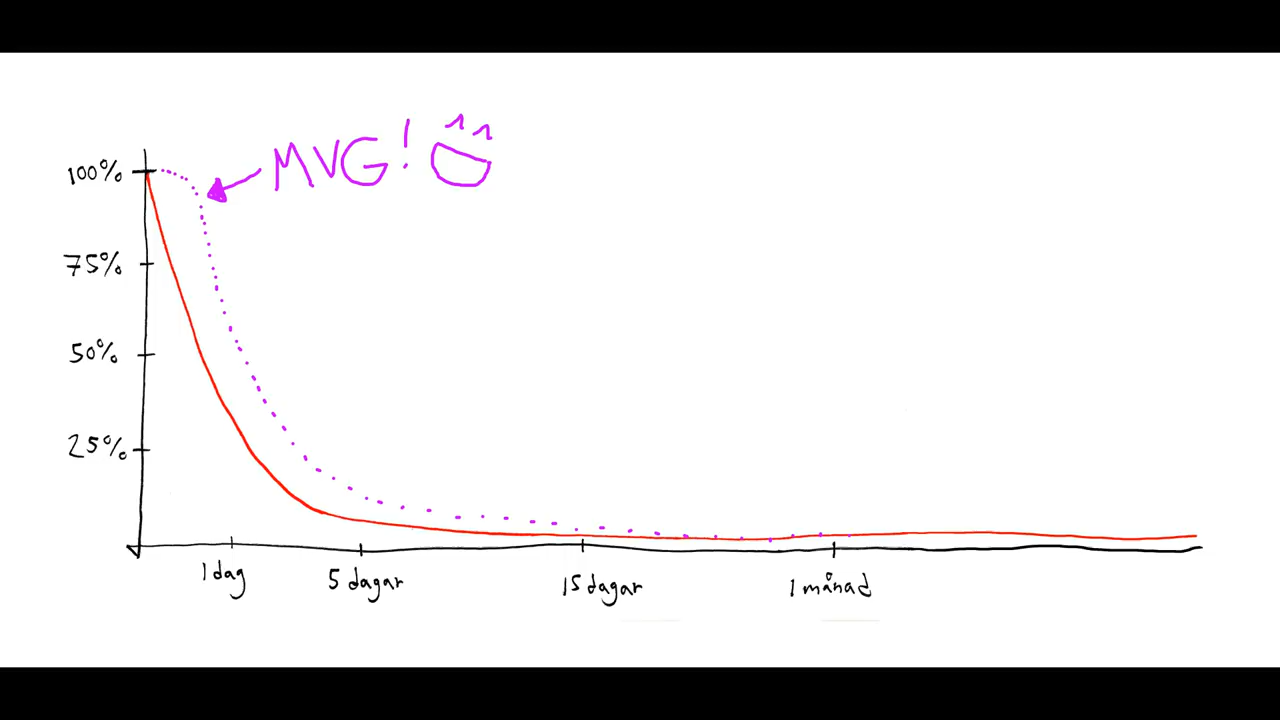 MVG!
100%
75%
50%
25%
1 dag
5 dagar
15 dagar
1 månad